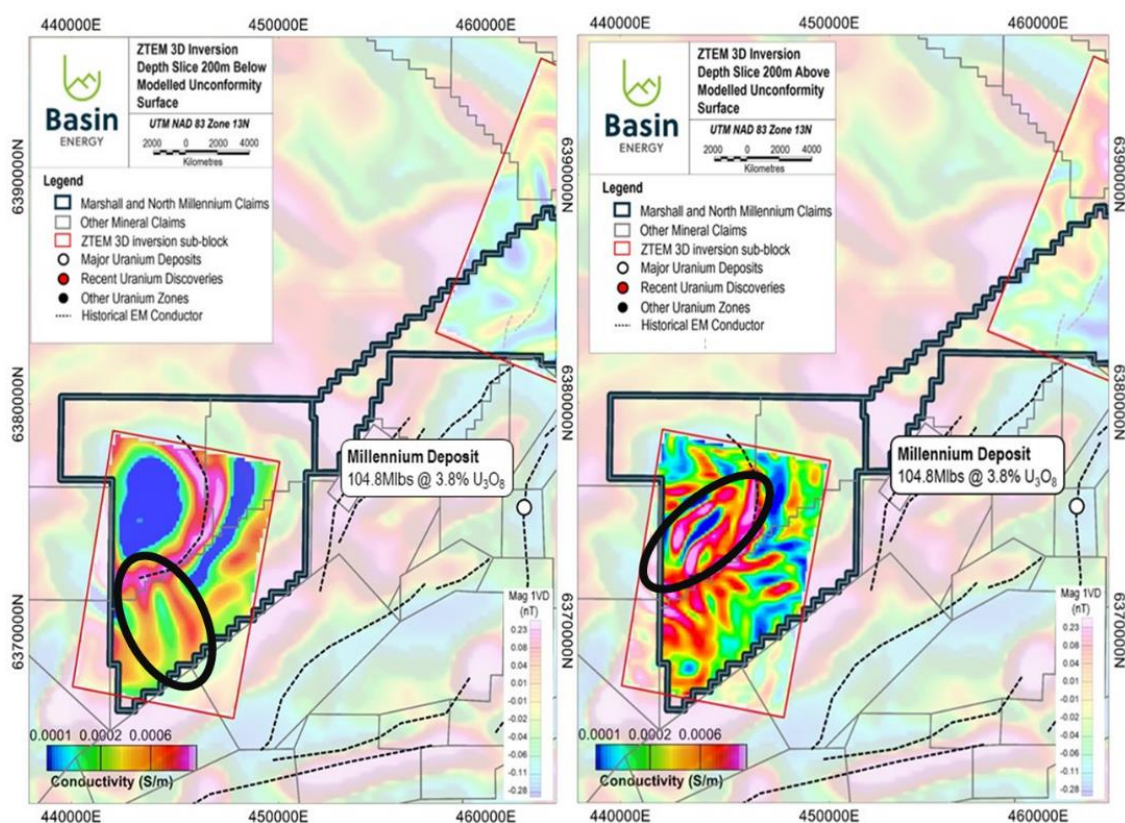 440000E 450000E 460000E
Basin
ENERGY
ZTEM 3D Inversion
Depth Slice 200m Below
Modelled Unconformity
Surface
UTM NAD 83 Zone 13N
2000 0 2000 4000
Kilometres
Legend
Marshall and North Millennium Claims
Other Mineral Claims
ZTEM 3D inversion sub-block
Major Uranium Deposits
Recent Uranium Discoveries
Other Uranium Zones
Historical EM Conductor
6390000N
6380000N
6370000N
Millennium Deposit
104.8Mlbs @ 3.8% U₃O₈
Mag 1VD
(nT)
0.23
0.08
0.04
0.01
-0.01
-0.02
-0.04
-0.06
-0.11
-0.28
0.0001 0.0002 0.0006
Conductivity (S/m)
440000E 450000E 460000E
440000E 450000E 460000E
Basin
ENERGY
ZTEM 3D Inversion
Depth Slice 200m Above
Modelled Unconformity
Surface
UTM NAD 83 Zone 13N
2000 0 2000 4000
Kilometres
Legend
Marshall and North Millennium Claims
Other Mineral Claims
ZTEM 3D inversion sub-block
Major Uranium Deposits
Recent Uranium Discoveries
Other Uranium Zones
Historical EM Conductor
6390000N
6380000N
6370000N
Millennium Deposit
104.8Mlbs @ 3.8% U₃O₈
Mag 1VD
(nT)
0.23
0.08
0.04
0.01
-0.01
-0.02
-0.04
-0.06
-0.11
-0.28
0.0001 0.0002 0.0006
Conductivity (S/m)
440000E 450000E 460000E